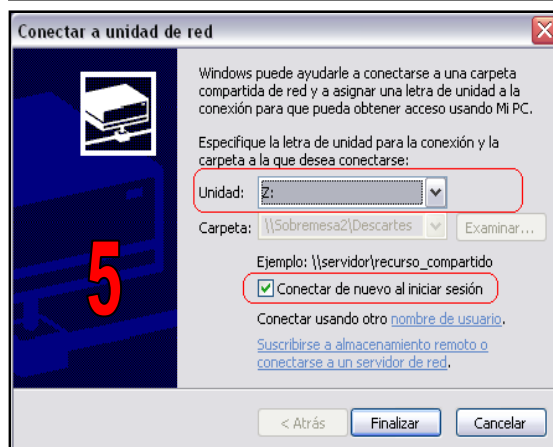 Conectar a unidad de red
Windows puede ayudarle a conectarse a una carpeta
compartida de red y a asignar una letra de unidad a la
conexión para que pueda obtener acceso usando Mi PC.
Especifique la letra de unidad para la conexión y la
carpeta a la que desea conectarse:
Unidad: Z:
Carpeta: \\Sobremesa2\Descartes Examinar...
Ejemplo: \\servidor\recurso_compartido
Conectar de nuevo al iniciar sesión
Conectar usando otro nombre de usuario.
Suscribirse a almacenamiento remoto o
conectarse a un servidor de red.
5
< Atrás Finalizar Cancelar